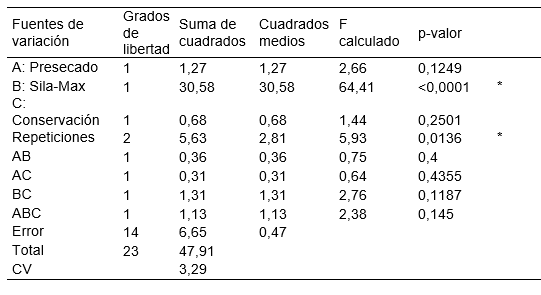 Fuentes de variación Grados de libertad Suma de cuadrados Cuadrados medios F calculado p-valor
A: Presecado 1 1,27 1,27 2,66 0,1249
B: Sila-Max 1 30,58 30,58 64,41 <0,0001 *
C:
Conservación 1 0,68 0,68 1,44 0,2501
Repeticiones 2 5,63 2,81 5,93 0,0136 *
AB 1 0,36 0,36 0,75 0,4
AC 1 0,31 0,31 0,64 0,4355
BC 1 1,31 1,31 2,76 0,1187
ABC 1 1,13 1,13 2,38 0,145
Error 14 6,65 0,47
Total 23 47,91
CV 3,29